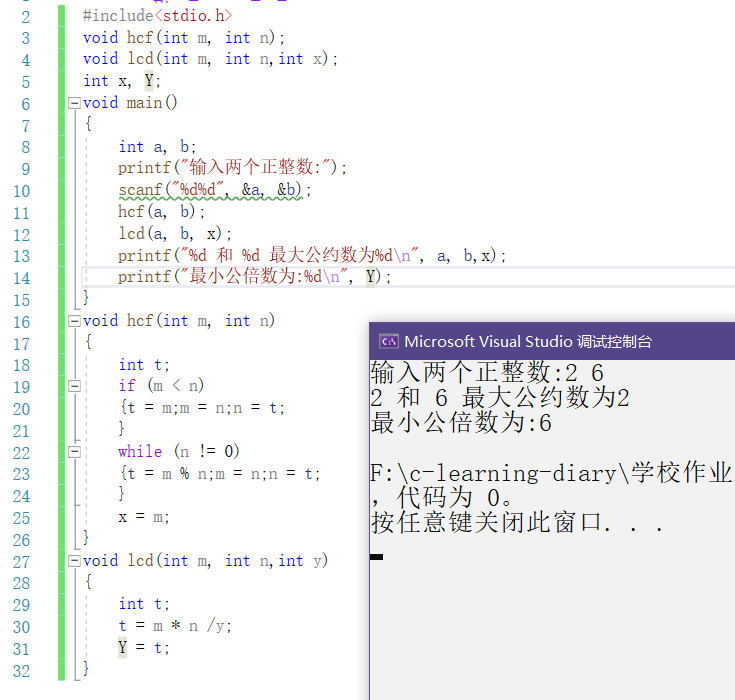 2 #include<stdio.h>
3 void hcf(int m, int n);
4 void lcd(int m, int n,int x);
5 int x, Y;
6 void main()
7 {
8 int a, b;
9 printf("输入两个正整数:");
10 scanf("%d%d", &a, &b);
11 hcf(a, b);
12 lcd(a, b, x);
13 printf("%d 和 %d 最大公约数为%d\n", a, b,x);
14 printf("最小公倍数为:%d\n", Y);
15 }
16 void hcf(int m, int n)
17 {
18 int t;
19 if (m < n)
20 {t = m;m = n;n = t;
21 }
22 while (n != 0)
23 {t = m % n;m = n;n = t;
24 }
25 x = m;
26 }
27 void lcd(int m, int n,int y)
28 {
29 int t;
30 t = m * n /y;
31 Y = t;
32 }
Microsoft Visual Studio 调试控制台
输入两个正整数:2 6
2 和 6 最大公约数为2
最小公倍数为:6
F:\c-learning-diary\学校作业
，代码为 0。
按任意键关闭此窗口. . .